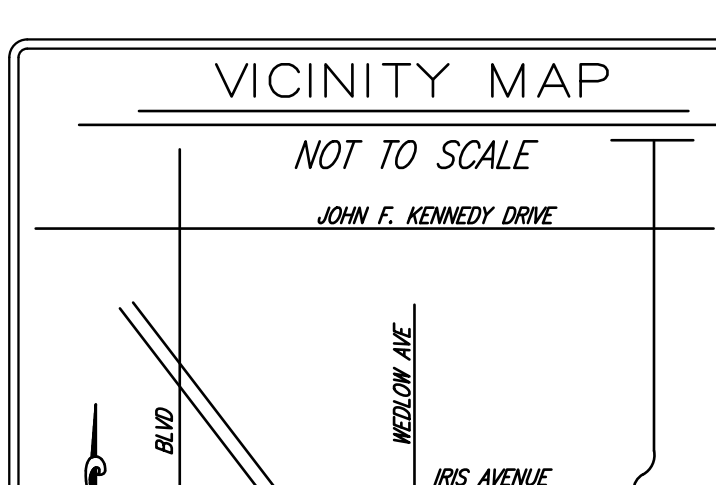 VICINITY MAP
NOT TO SCALE
JOHN F. KENNEDY DRIVE
WEDLOW AVE
BLVD
IRIS AVENUE